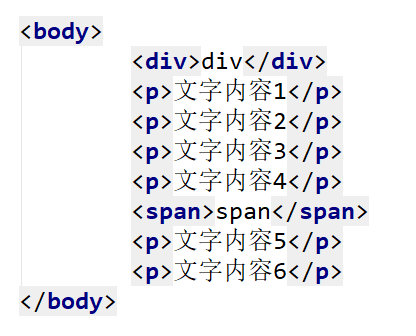 <body>
<div>div</div>
<p>文字内容1</p>
<p>文字内容2</p>
<p>文字内容3</p>
<p>文字内容4</p>
<span>span</span>
<p>文字内容5</p>
<p>文字内容6</p>
</body>